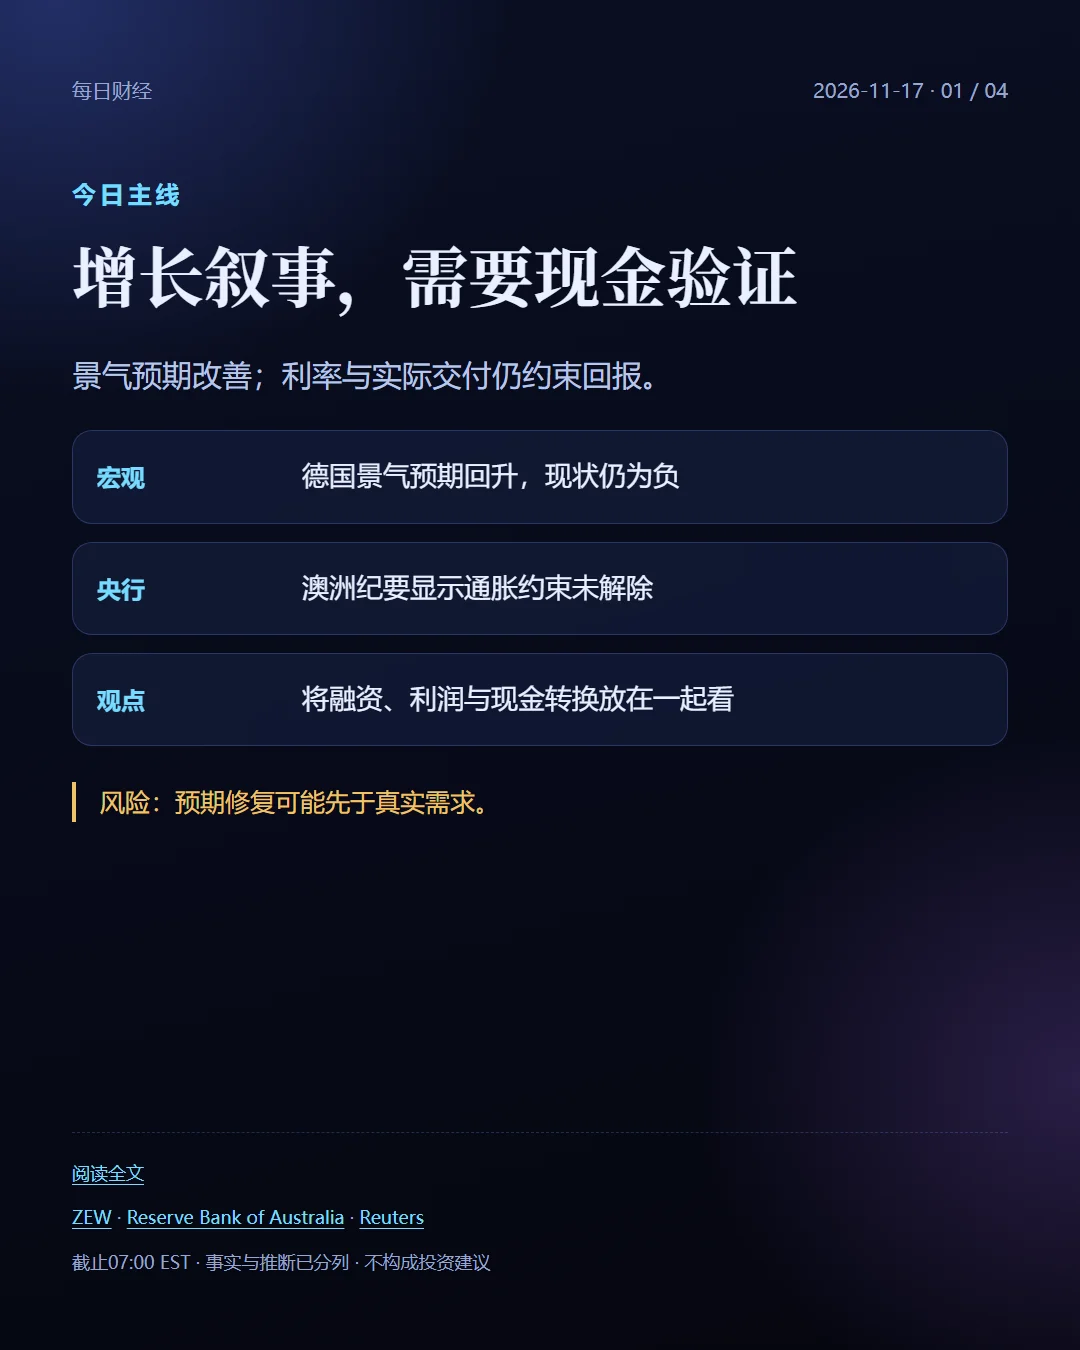 每日财经
2026-11-17 · 01 / 04
今日主线
增长叙事，需要现金验证
景气预期改善；利率与实际交付仍约束回报。
宏观 德国景气预期回升，现状仍为负
央行 澳洲纪要显示通胀约束未解除
观点 将融资、利润与现金转换放在一起看
风险：预期修复可能先于真实需求。
阅读全文
ZEW · Reserve Bank of Australia · Reuters
截止07:00 EST · 事实与推断已分列 · 不构成投资建议